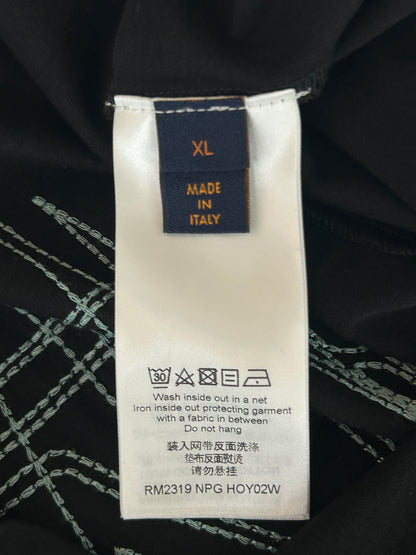 XL
MADE
IN
ITALY
30
Wash inside out in a net
Iron inside out protecting garment
with a fabric in between
Do not hang
装入网带反面洗涤
垫布反面熨烫
请勿悬挂
RM2319 NPG HOY02W